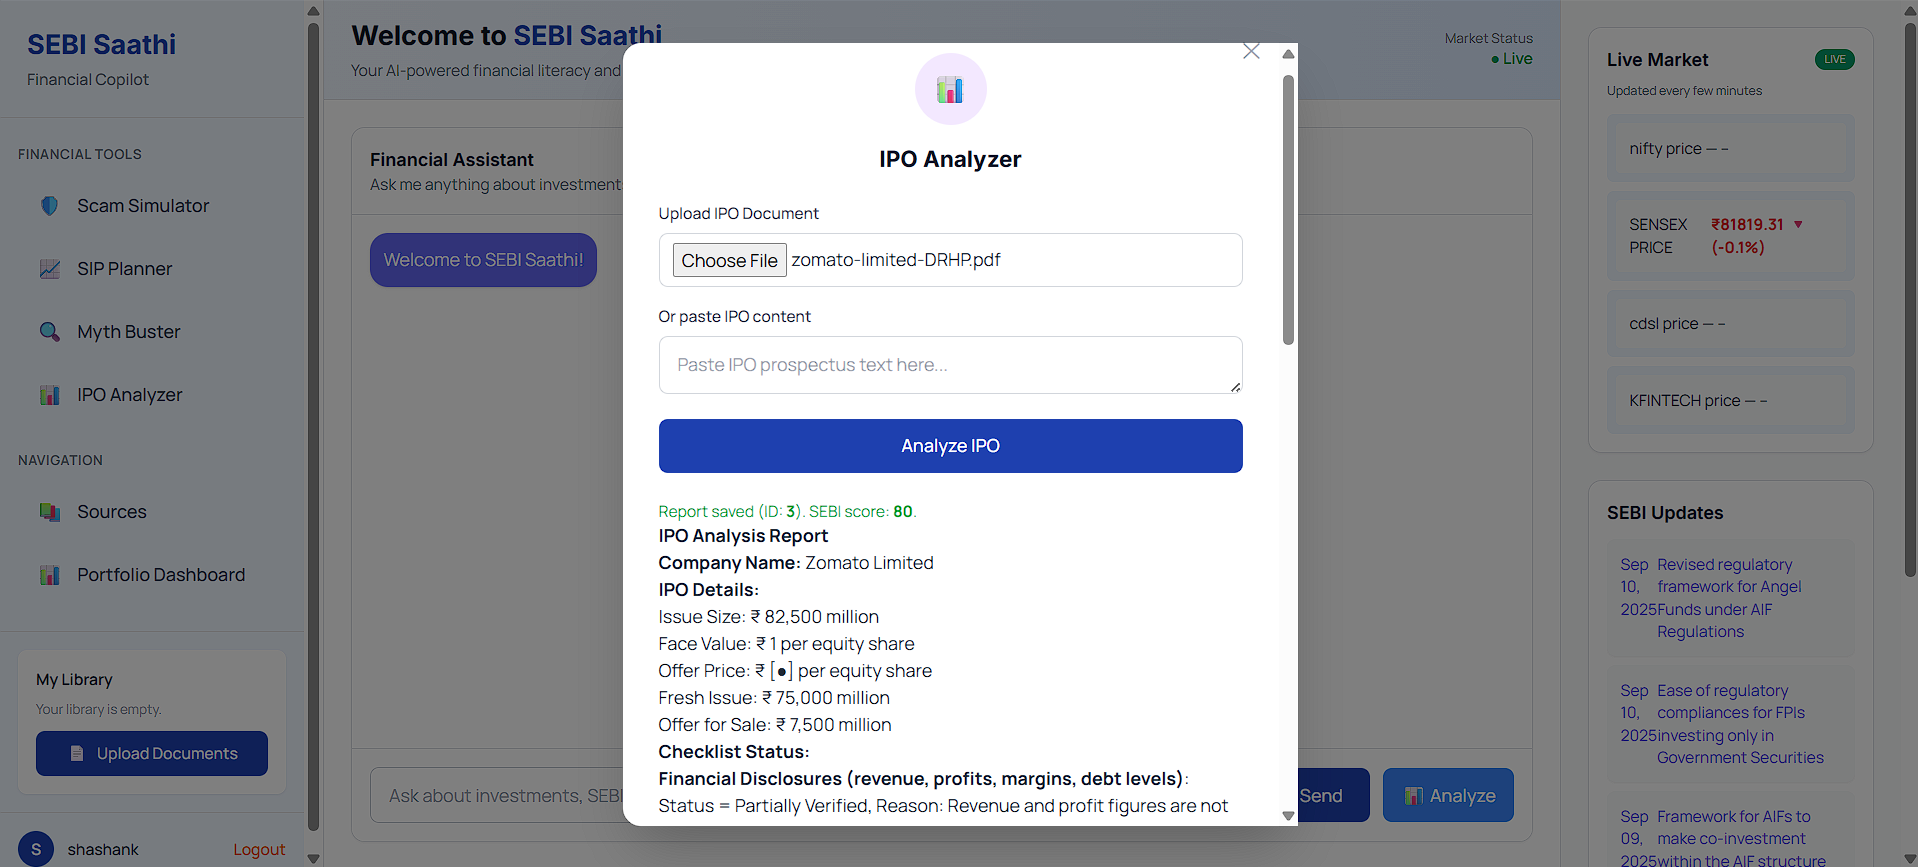 SEBI Saathi
Financial Copilot
FINANCIAL TOOLS
Scam Simulator
SIP Planner
Myth Buster
IPO Analyzer
NAVIGATION
Sources
Portfolio Dashboard
My Library
Your library is empty.
Upload Documents
S
shashank
Logout
Welcome to SEBI Saathi
Your AI-powered financial literacy and
Market Status
● Live
Financial Assistant
Ask me anything about investment
Welcome to SEBI Saathi!
Ask about investments, SEBI
Send
Analyze
IPO Analyzer
Upload IPO Document
Choose File zomato-limited-DRHP.pdf
Or paste IPO content
Paste IPO prospectus text here...
Analyze IPO
Report saved (ID: 3). SEBI score: 80.
IPO Analysis Report
Company Name: Zomato Limited
IPO Details:
Issue Size: ₹ 82,500 million
Face Value: ₹ 1 per equity share
Offer Price: ₹ [●] per equity share
Fresh Issue: ₹ 75,000 million
Offer for Sale: ₹ 7,500 million
Checklist Status:
Financial Disclosures (revenue, profits, margins, debt levels):
Status = Partially Verified, Reason: Revenue and profit figures are not
Live Market
LIVE
Updated every few minutes
nifty price — –
SENSEX ₹81819.31 ▼
PRICE (-0.1%)
cdsl price — –
KFINTECH price — –
SEBI Updates
Sep Revised regulatory
10, framework for Angel
2025 Funds under AIF
Regulations
Sep Ease of regulatory
10, compliances for FPIs
2025 investing only in
Government Securities
Sep Framework for AIFs to
09, make co-investment
2025 within the AIF structure